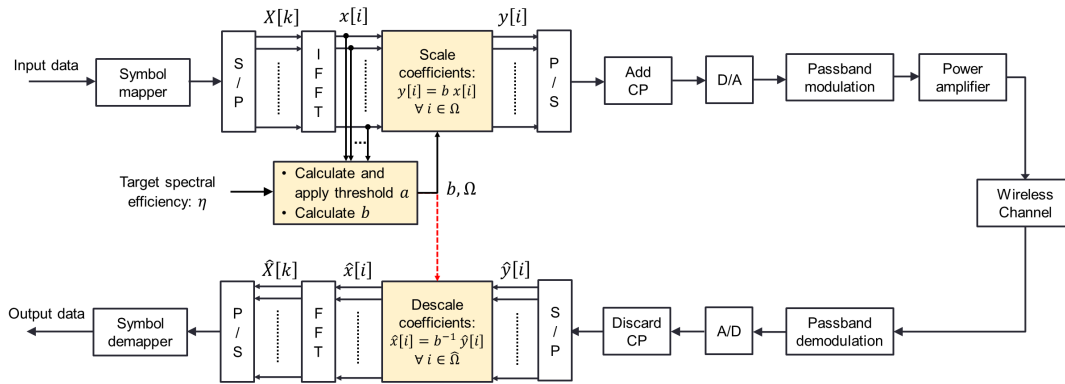 X[k]
x[i]
y[i]
Input data
Symbol
mapper
S
/
P
I
F
F
T
Scale
coefficients:
y[i] = b x[i]
∀ i ∈ Ω
P
/
S
Add
CP
D/A
Passband
modulation
Power
amplifier
...
Target spectral
efficiency: η
• Calculate and
apply threshold a
• Calculate b
b, Ω
Wireless
Channel
X̂[k]
x̂[i]
ŷ[i]
Output data
Symbol
demapper
P
/
S
F
F
T
Descale
coefficients:
x̂[i] = b⁻¹ ŷ[i]
∀ i ∈ Ω̂
S
/
P
Discard
CP
A/D
Passband
demodulation